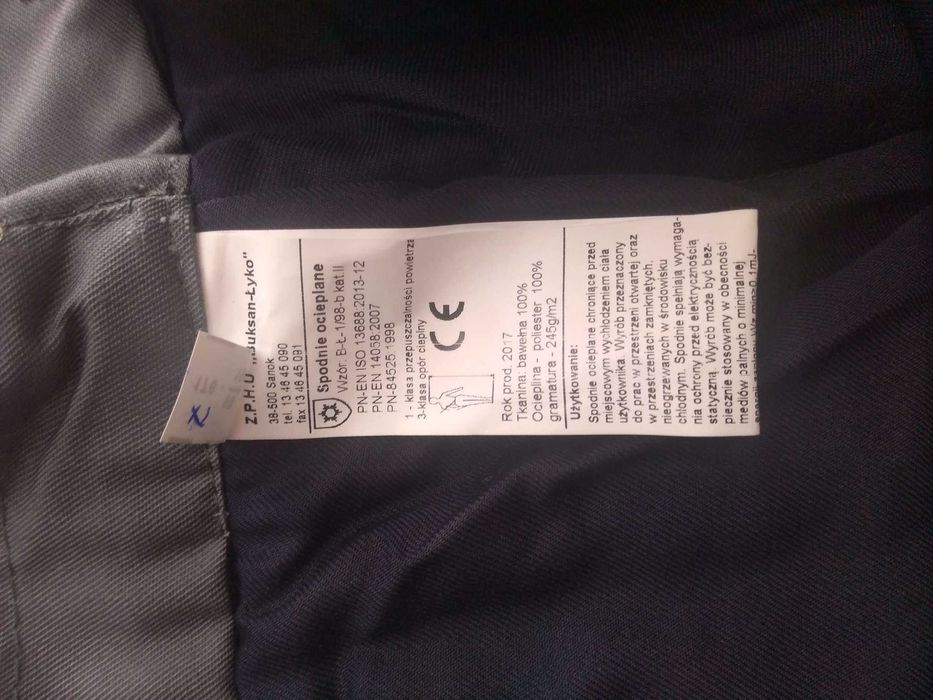 Z.P.H.U. „Buksan-Łyko"
38-500 Sanok
tel. 13 46 45 090
fax 13 46 45 091
Spodnie ocieplane
Wzór: B-Ł-1/98-b kat.II
PN-EN ISO 13688:2013-12
PN-EN 14058:2007
PN-84525:1998
1 - klasa przepuszczalności powietrza
3-klasa opór cieplny
CE
Rok prod. 2017
Tkanina: bawełna 100%
Ocieplina - poliester 100%
gramatura - 245g/m2
Użytkowanie:
Spodnie ocieplane chroniące przed
miejscowym wychłodzeniem ciała
użytkownika. Wyrób przeznaczony
do prac w przestrzeni otwartej oraz
w przestrzeniach zamkniętych,
nieogrzewanych w środowisku
chłodnym. Spodnie spełniają wymaga-
nia ochrony przed elektrycznością
statyczną. Wyrób może być bez-
piecznie stosowany w obecności
mediów palnych o minimalnej